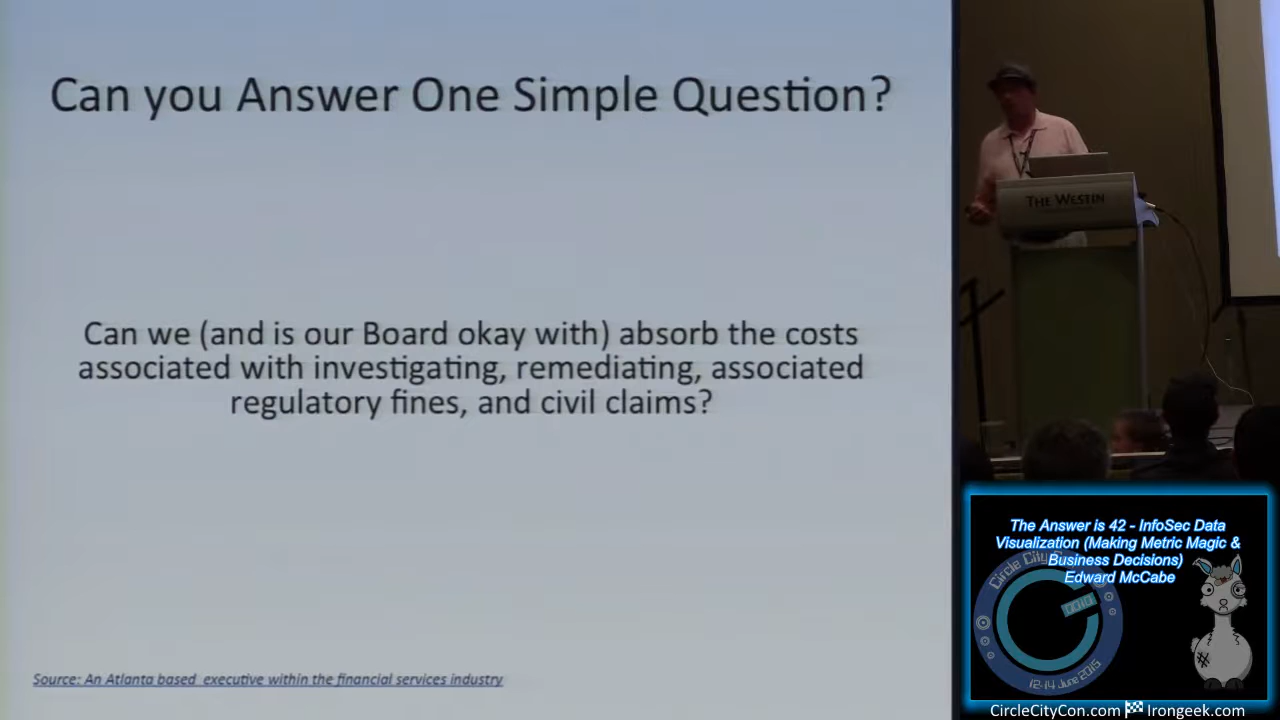 Can you Answer One Simple Question?
Can we (and is our Board okay with) absorb the costs
associated with investigating, remediating, associated
regulatory fines, and civil claims?
Source: An Atlanta based executive within the financial services industry
THE WESTIN
The Answer is 42 - InfoSec Data
Visualization (Making Metric Magic &
Business Decisions)
Edward McCabe
Circle City
12-14 June 2015
CircleCityCon.com Irongeek.com